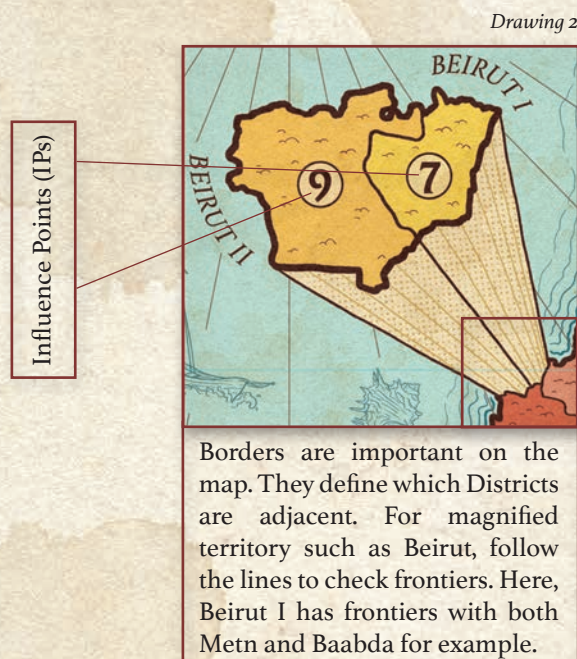 Drawing 2
BEIRUT I
BEIRUT II
9
7
Influence Points (IPs)
Borders are important on the
map. They define which Districts
are adjacent. For magnified
territory such as Beirut, follow
the lines to check frontiers. Here,
Beirut I has frontiers with both
Metn and Baabda for example.